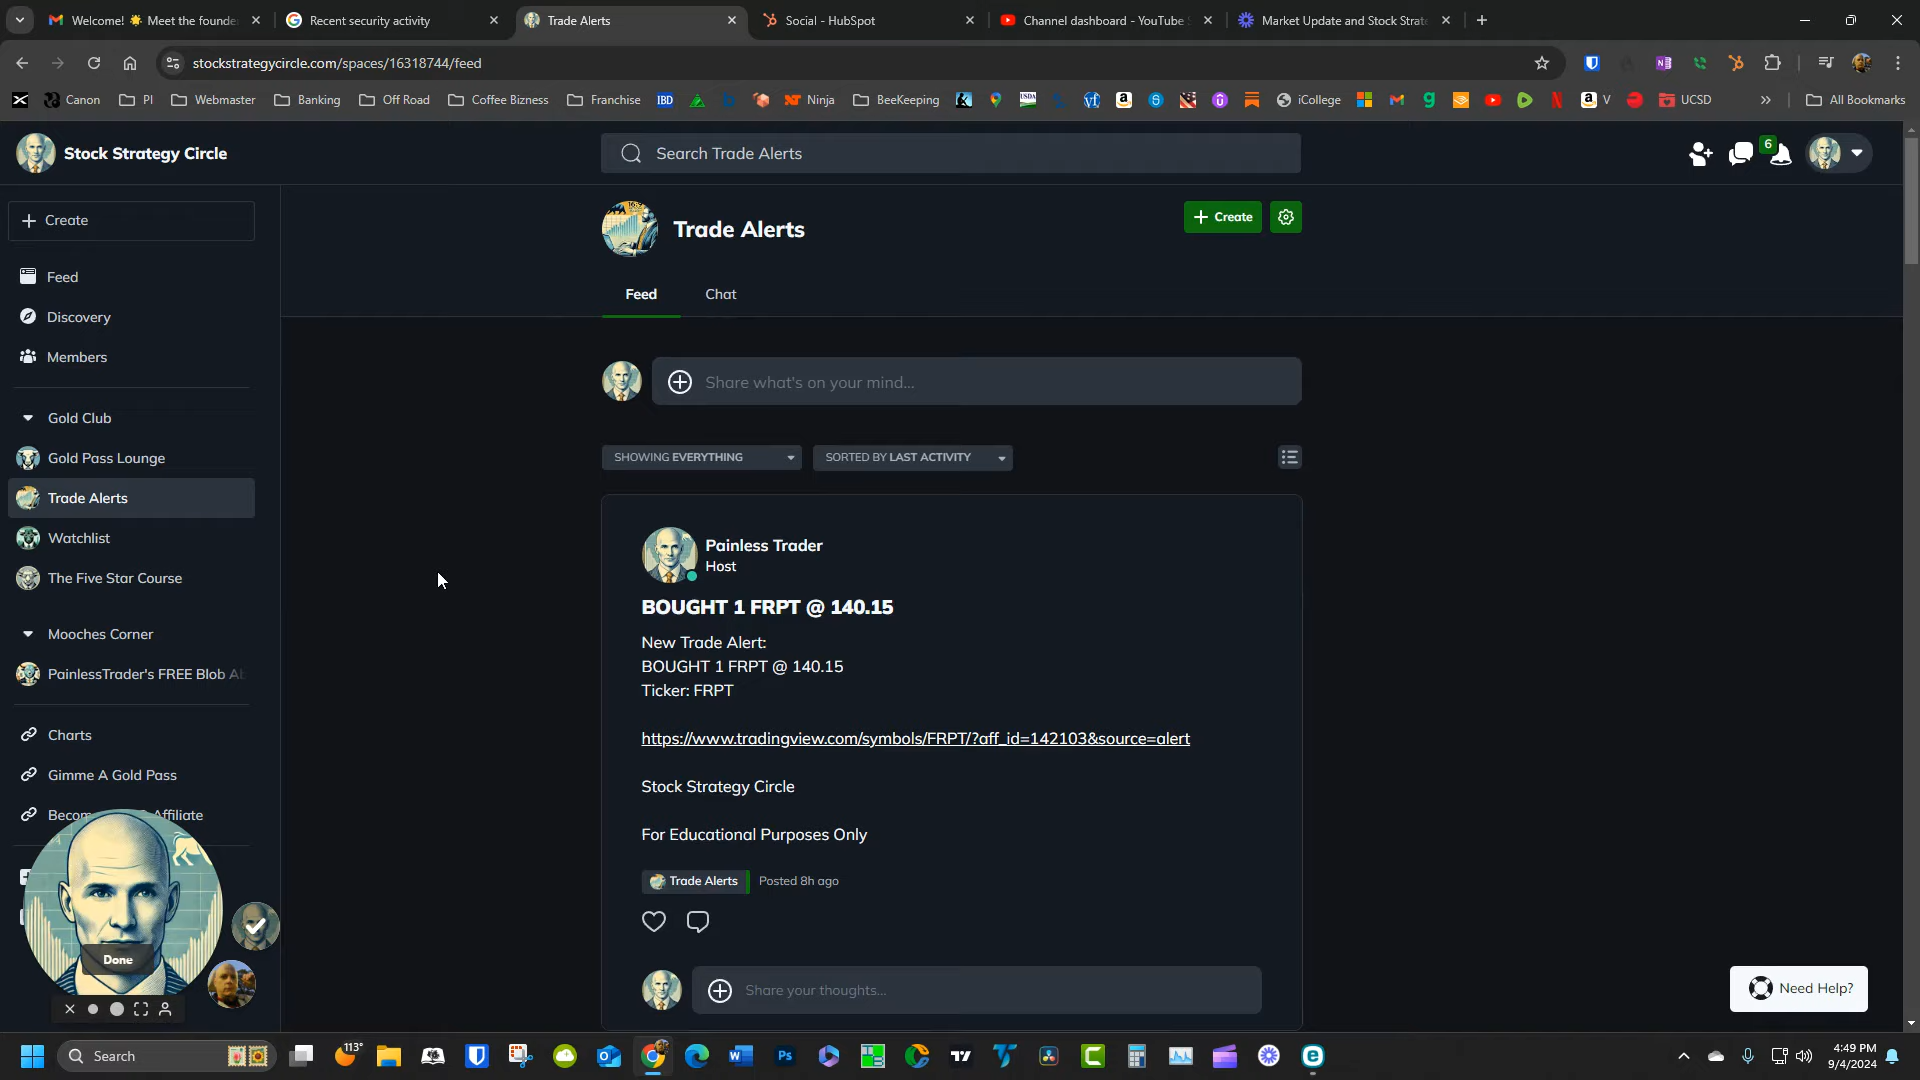 Welcome! ☀️ Meet the founde
Recent security activity
Trade Alerts
Social - HubSpot
Channel dashboard - YouTube S
Market Update and Stock Strate
stockstrategycircle.com/spaces/16318744/feed
Canon
PI
Webmaster
Banking
Off Road
Coffee Bizness
Franchise
IBD
Ninja
BeeKeeping
iCollege
V
UCSD
All Bookmarks
Stock Strategy Circle
Search Trade Alerts
6
Create
Feed
Discovery
Members
Gold Club
Gold Pass Lounge
Trade Alerts
Watchlist
The Five Star Course
Mooches Corner
PainlessTrader's FREE Blob Ab
Charts
Gimme A Gold Pass
Becom
Affiliate
Done
Trade Alerts
Create
Feed
Chat
Share what's on your mind...
SHOWING EVERYTHING
SORTED BY LAST ACTIVITY
Painless Trader
Host
BOUGHT 1 FRPT @ 140.15
New Trade Alert:
BOUGHT 1 FRPT @ 140.15
Ticker: FRPT
https://www.tradingview.com/symbols/FRPT/?aff_id=142103&source=alert
Stock Strategy Circle
For Educational Purposes Only
Trade Alerts
Posted 8h ago
Share your thoughts...
Need Help?
Search
113°
4:49 PM
9/4/2024